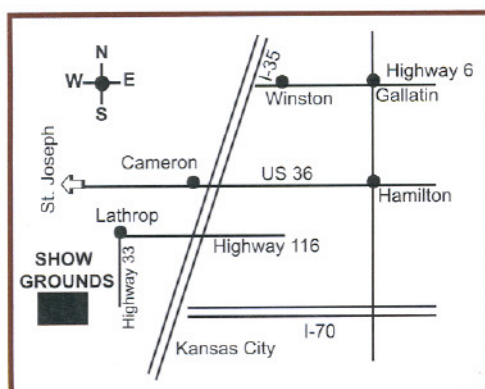 N
W E
S
I-35
Highway 6
Winston
Gallatin
St. Joseph
Cameron
US 36
Hamilton
Lathrop
Highway 116
SHOW
GROUNDS
Highway 33
I-70
Kansas City